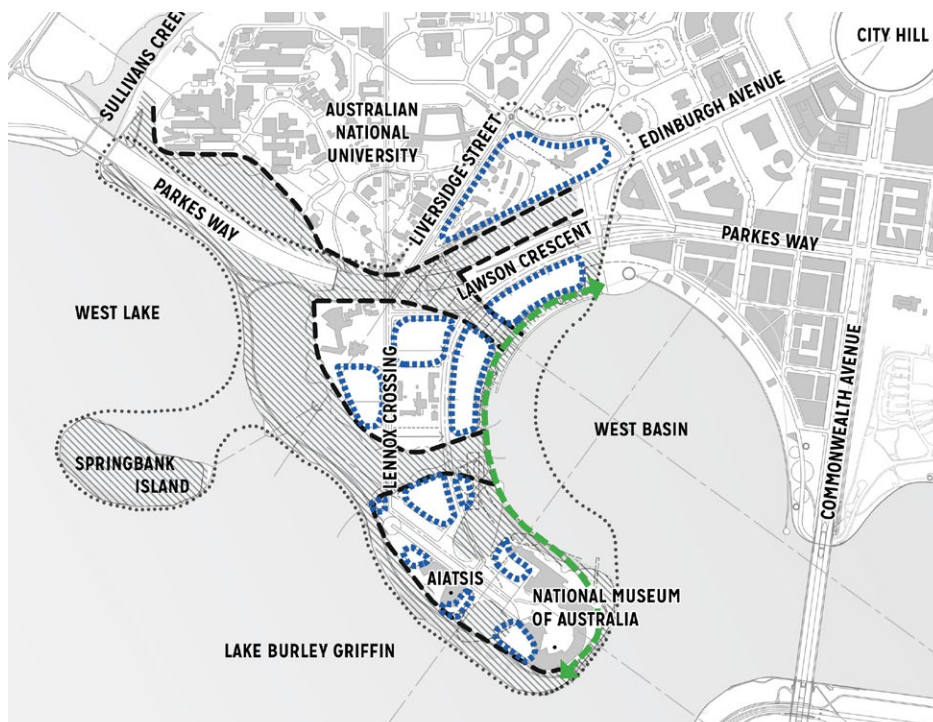 CITY HILL
SULLIVANS CREEK
AUSTRALIAN
NATIONAL
UNIVERSITY
LIVERSIDGE STREET
EDINBURGH AVENUE
PARKES WAY
PARKES WAY
LAWSON CRESCENT
WEST LAKE
LENNOX CROSSING
WEST BASIN
COMMONWEALTH AVENUE
SPRINGBANK
ISLAND
AIATSIS
NATIONAL MUSEUM
OF AUSTRALIA
LAKE BURLEY GRIFFIN